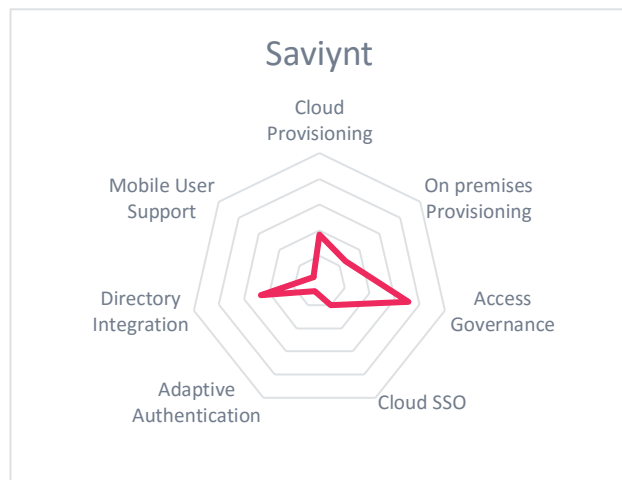 Saviynt
Cloud
Provisioning
Mobile User
Support
On premises
Provisioning
Directory
Integration
Access
Governance
Adaptive
Authentication
Cloud SSO